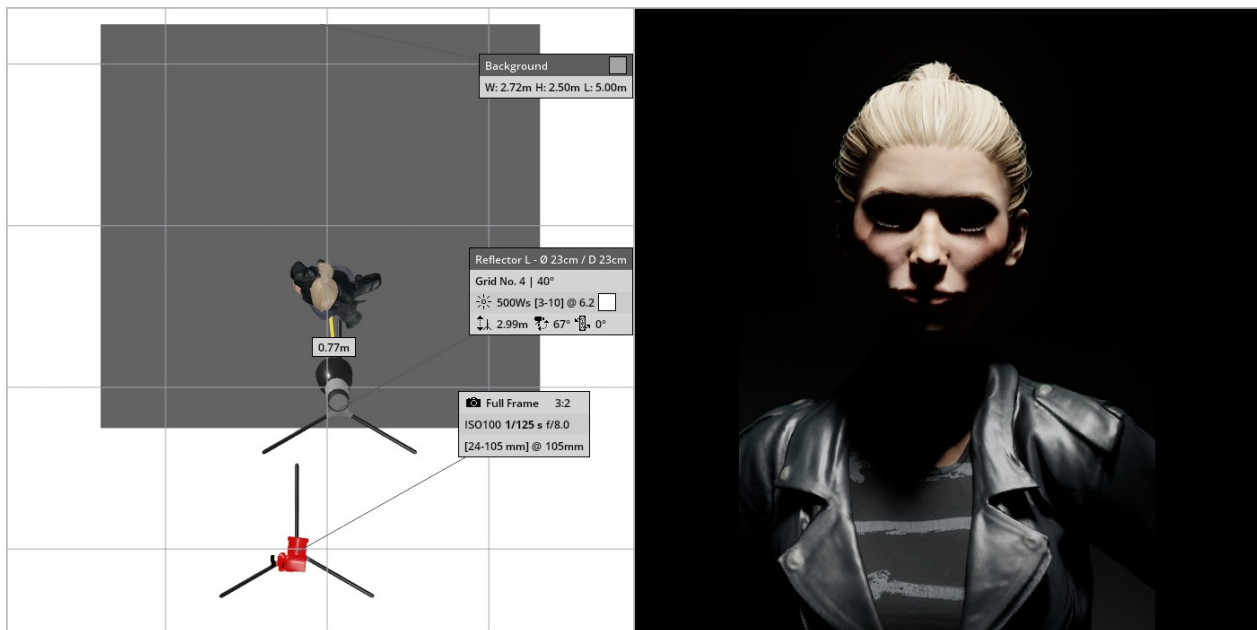 Background
W: 2.72m H: 2.50m L: 5.00m
Reflector L - Ø 23cm / D 23cm
Grid No. 4 | 40°
500Ws [3-10] @ 6.2
2.99m 67° 0°
0.77m
Full Frame 3:2
ISO100 1/125 s f/8.0
[24-105 mm] @ 105mm